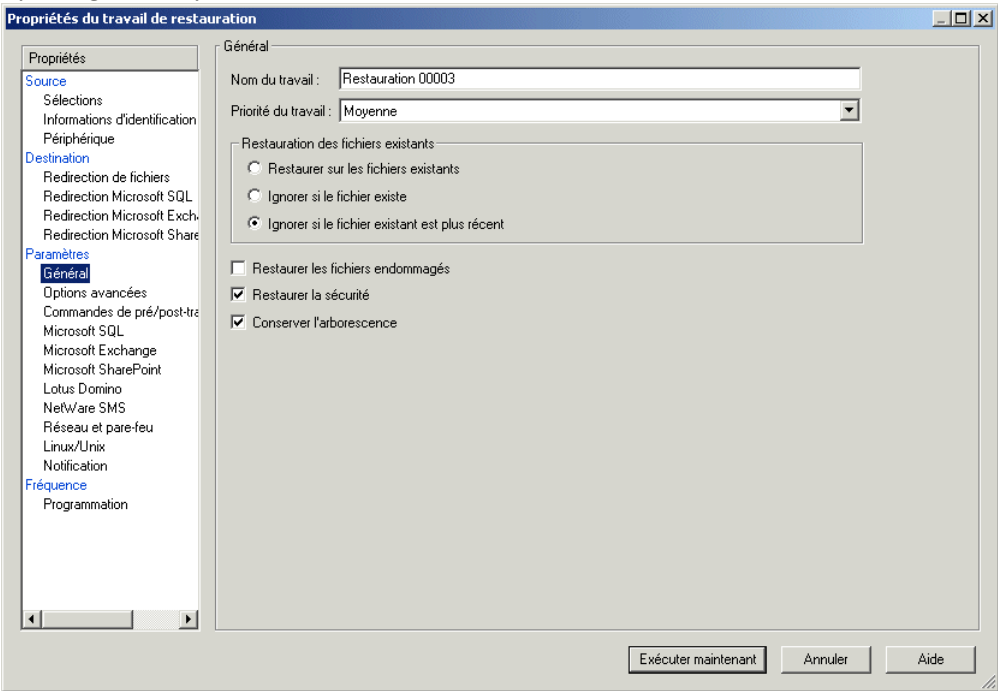 Propriétés du travail de restauration
Propriétés
Source
Sélections
Informations d'identification
Périphérique
Destination
Redirection de fichiers
Redirection Microsoft SQL
Redirection Microsoft Exch
Redirection Microsoft Share
Paramètres
Général
Options avancées
Commandes de pré/post-tra
Microsoft SQL
Microsoft Exchange
Microsoft SharePoint
Lotus Domino
NetWare SMS
Réseau et pare-feu
Linux/Unix
Notification
Fréquence
Programmation
Général
Nom du travail : Restauration 00003
Priorité du travail : Moyenne
Restauration des fichiers existants
Restaurer sur les fichiers existants
Ignorer si le fichier existe
Ignorer si le fichier existant est plus récent
Restaurer les fichiers endommagés
Restaurer la sécurité
Conserver l'arborescence
Exécuter maintenant Annuler Aide